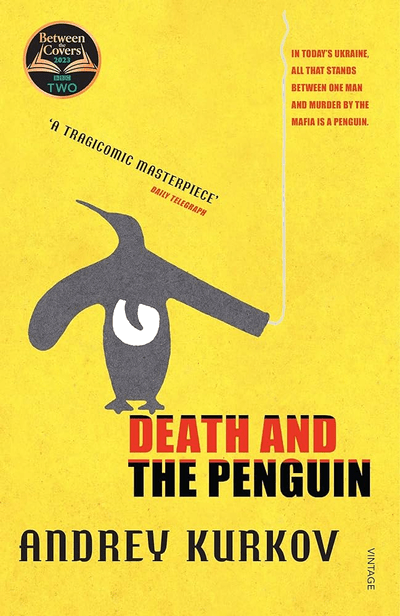 Between
the
Covers
2023
BBC
TWO
IN TODAY'S UKRAINE,
ALL THAT STANDS
BETWEEN ONE MAN
AND MURDER BY THE
MAFIA IS A PENGUIN.
'A TRAGICOMIC MASTERPIECE'
DAILY TELEGRAPH
DEATH AND
THE PENGUIN
ANDREY KURKOV
VINTAGE